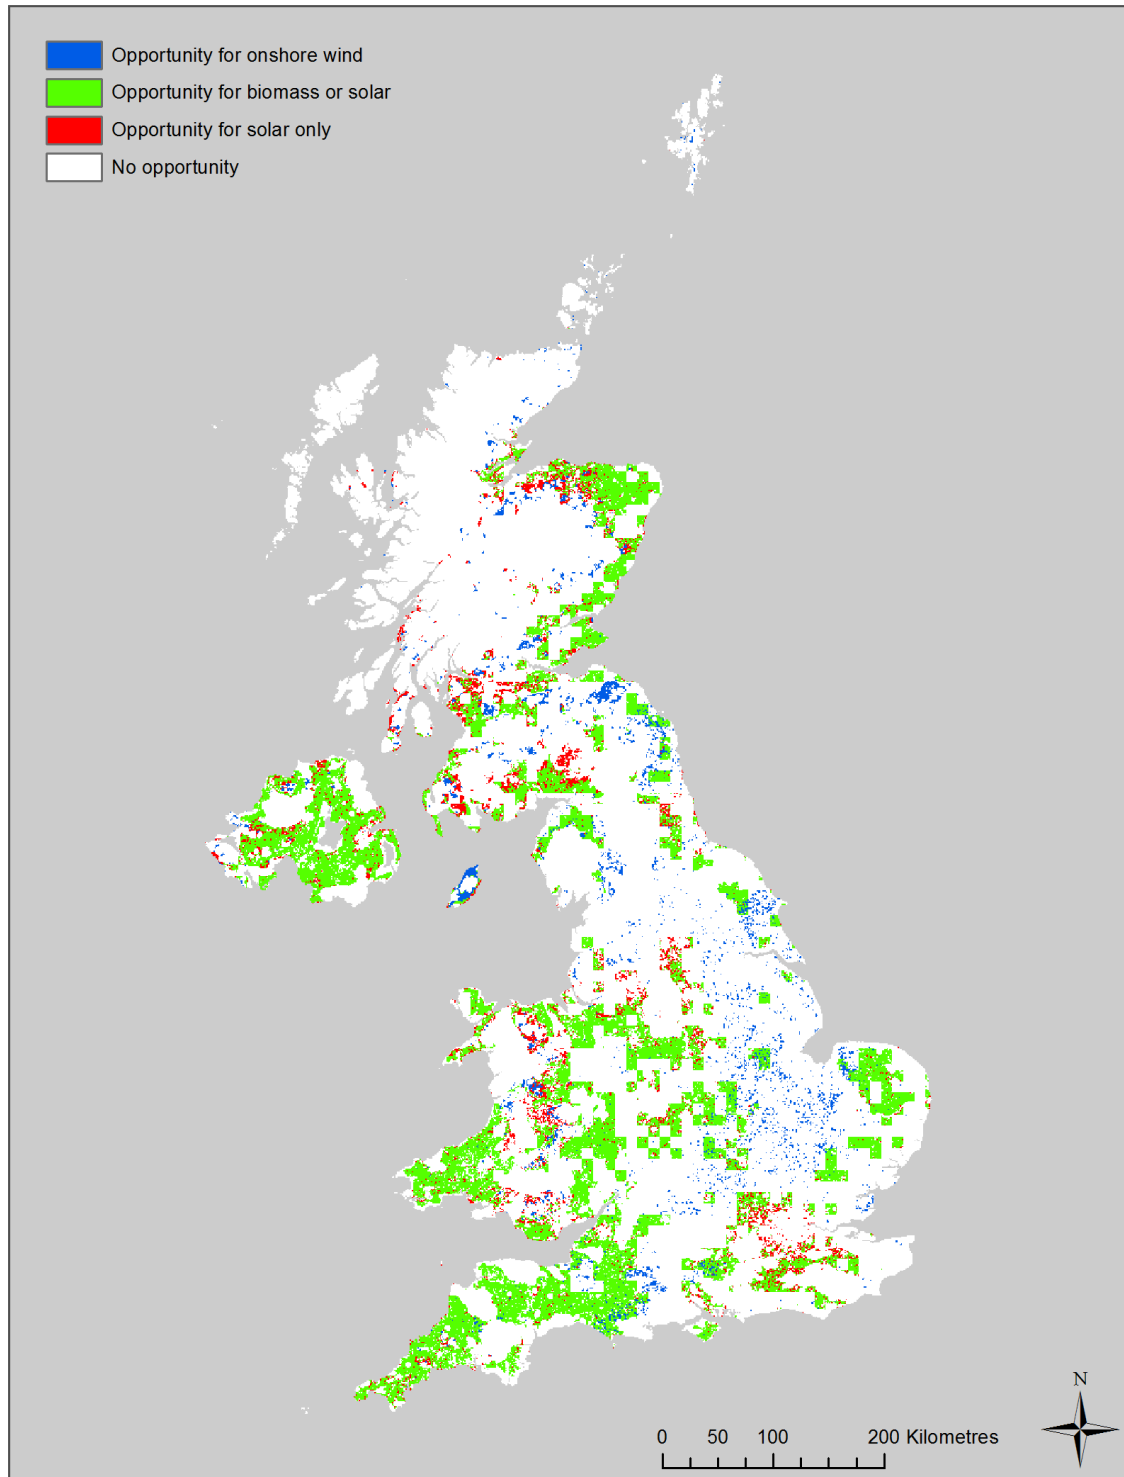 Opportunity for onshore wind
Opportunity for biomass or solar
Opportunity for solar only
No opportunity
N
0 50 100 200 Kilometres